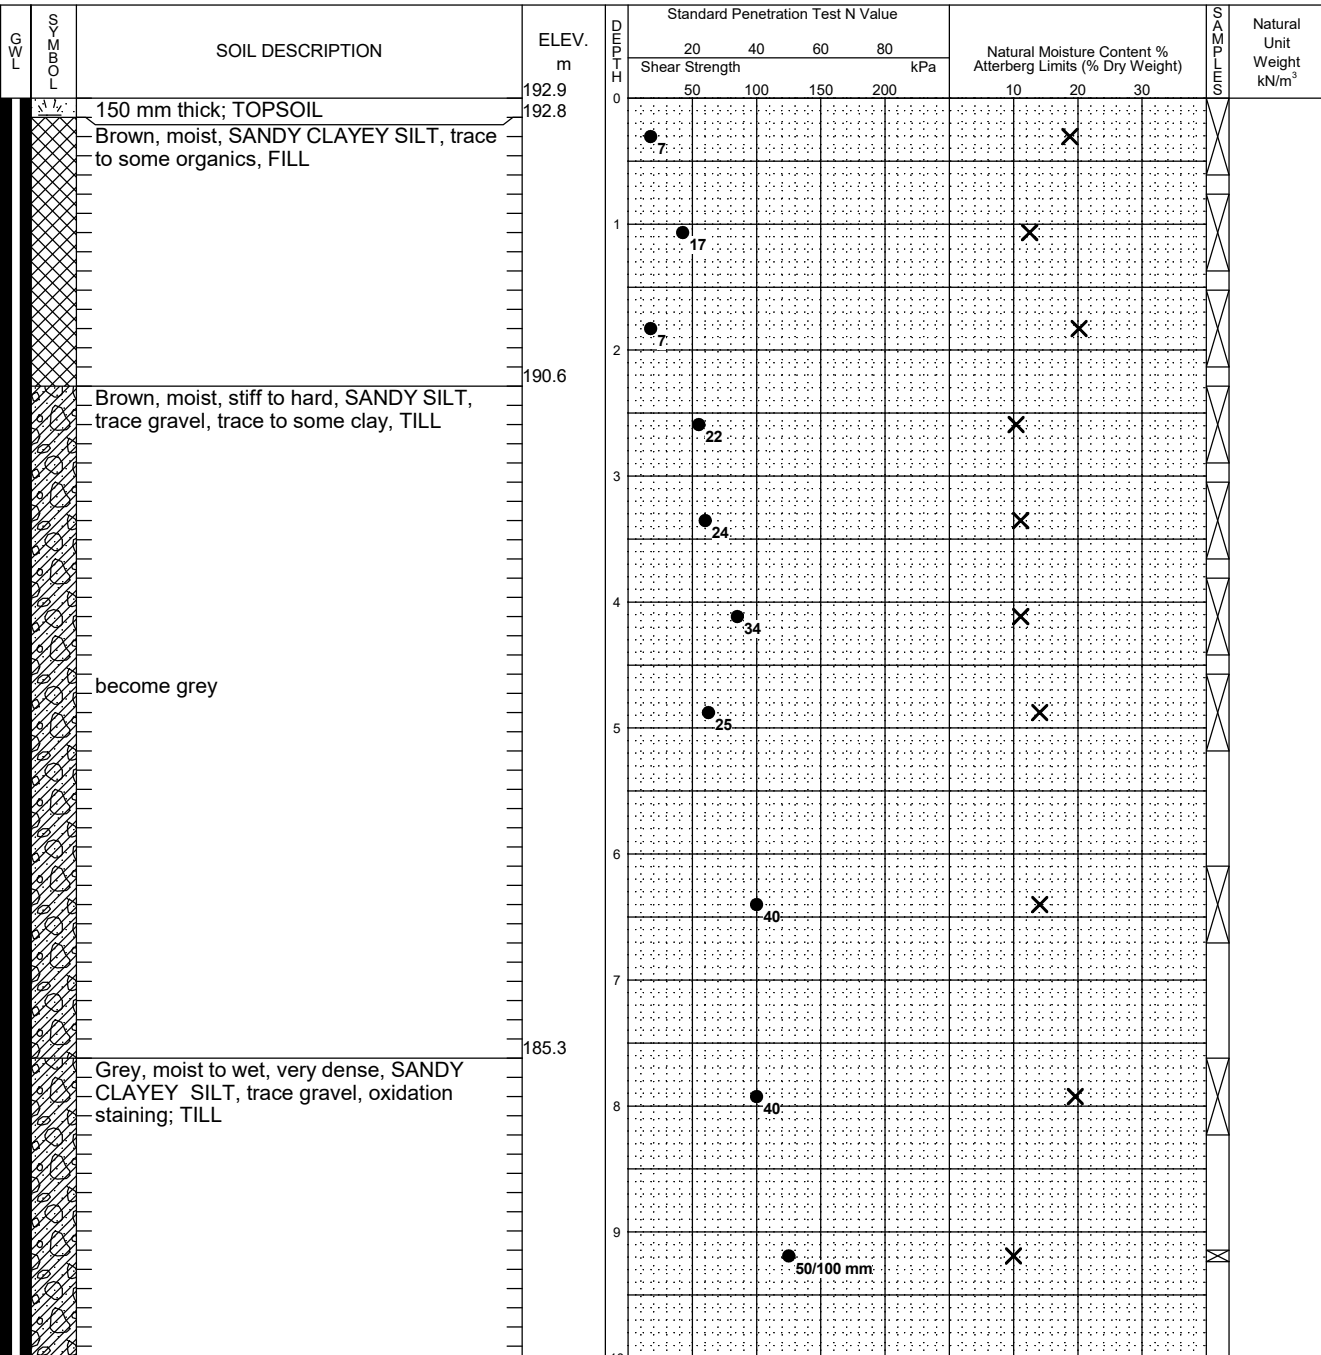 GWL
SYMBOL
SOIL DESCRIPTION
ELEV.
m
DEPTH
Standard Penetration Test N Value
20 40 60 80
Shear Strength kPa
50 100 150 200
Natural Moisture Content %
Atterberg Limits (% Dry Weight)
10 20 30
SAMPLES
Natural
Unit
Weight
kN/m³
192.9
0
150 mm thick; TOPSOIL
192.8
Brown, moist, SANDY CLAYEY SILT, trace
to some organics, FILL
7
1
17
7
2
190.6
Brown, moist, stiff to hard, SANDY SILT,
trace gravel, trace to some clay, TILL
22
3
24
4
34
become grey
25
5
6
40
7
185.3
Grey, moist to wet, very dense, SANDY
CLAYEY SILT, trace gravel, oxidation
staining; TILL
8
40
9
50/100 mm